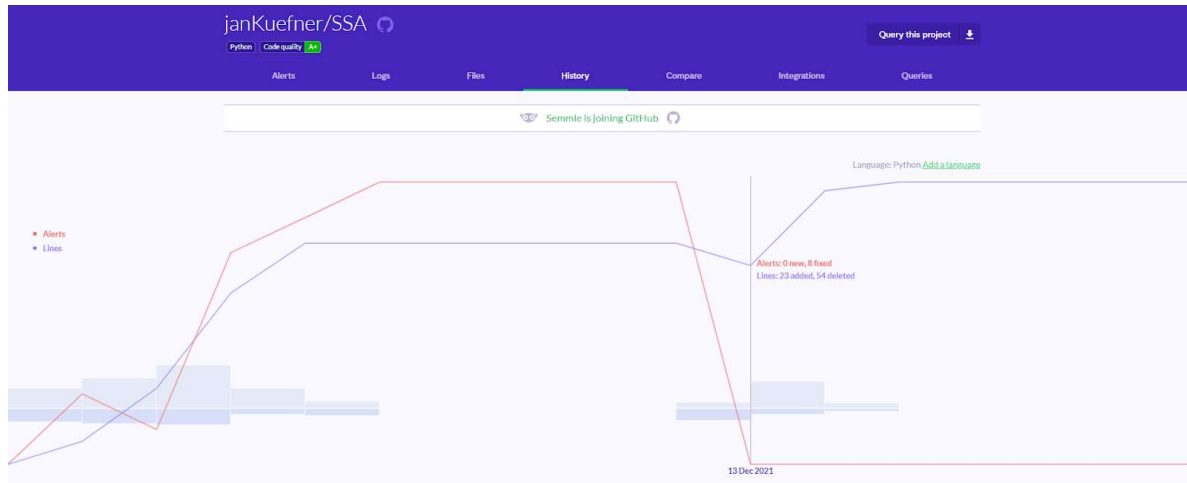 janKuefner/SSA
Python Code quality A+
Query this project
Alerts Logs Files History Compare Integrations Queries
Semmle is joining GitHub
Language: Python Add a language
Alerts
Lines
Alerts: 0 new, 8 fixed
Lines: 23 added, 54 deleted
13 Dec 2021